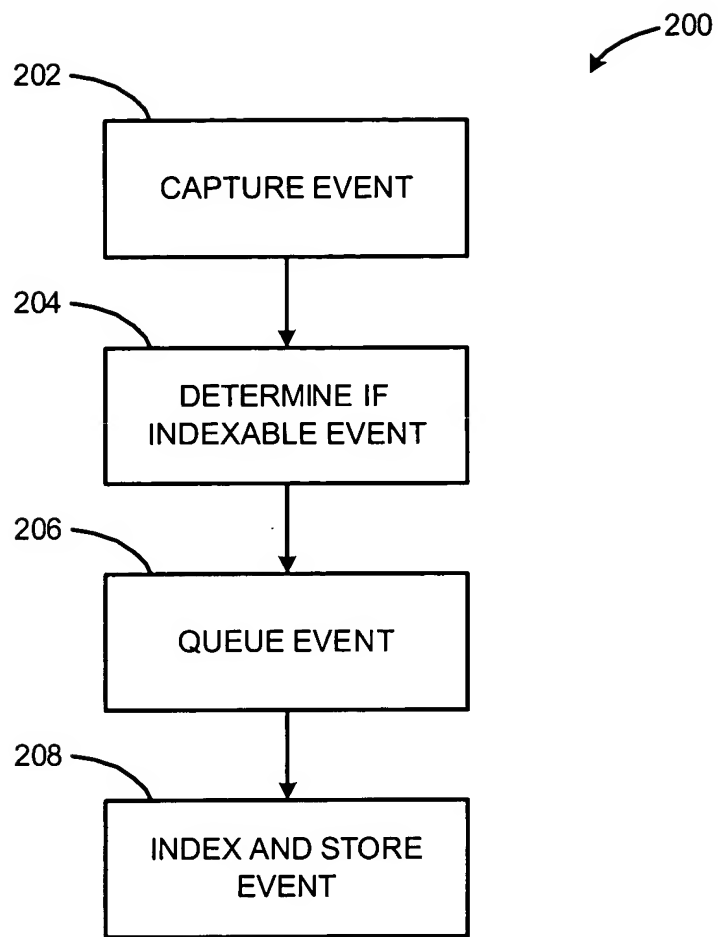 200
202
CAPTURE EVENT
204
DETERMINE IF
INDEXABLE EVENT
206
QUEUE EVENT
208
INDEX AND STORE
EVENT